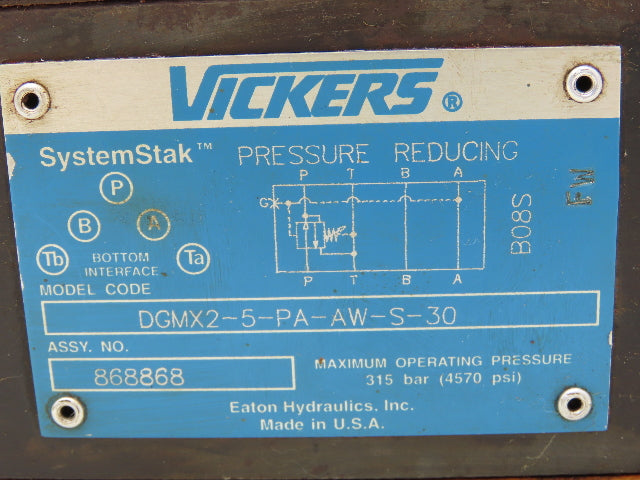 VICKERS®
SystemStak™ PRESSURE REDUCING
P T B A
P
G
B A
Tb BOTTOM INTERFACE Ta
P T B A
B08S
FW
MODEL CODE
DGMX2-5-PA-AW-S-30
ASSY. NO.
868868
MAXIMUM OPERATING PRESSURE
315 bar (4570 psi)
Eaton Hydraulics, Inc.
Made in U.S.A.